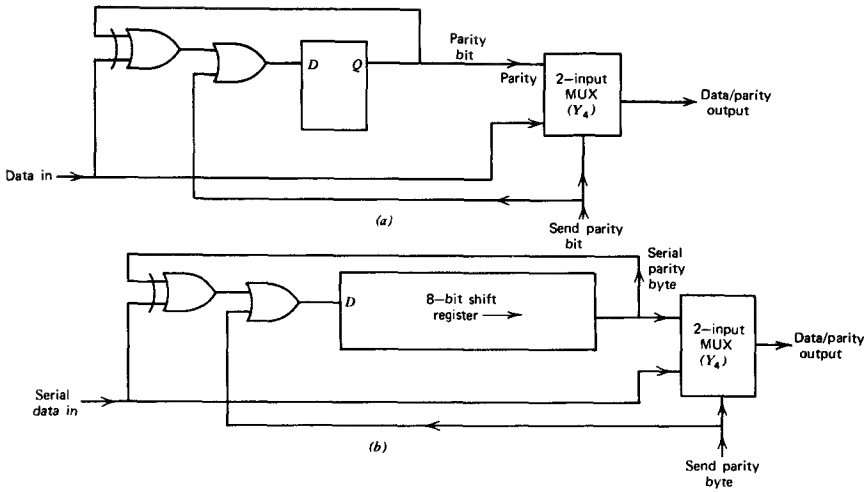 Parity
bit
D
Q
Parity
2-input
MUX
(Y4)
Data/parity
output
Data in
(a)
Send parity
bit
Serial
parity
byte
D
8-bit shift
register
2-input
MUX
(Y4)
Data/parity
output
Serial
data in
(b)
Send parity
byte